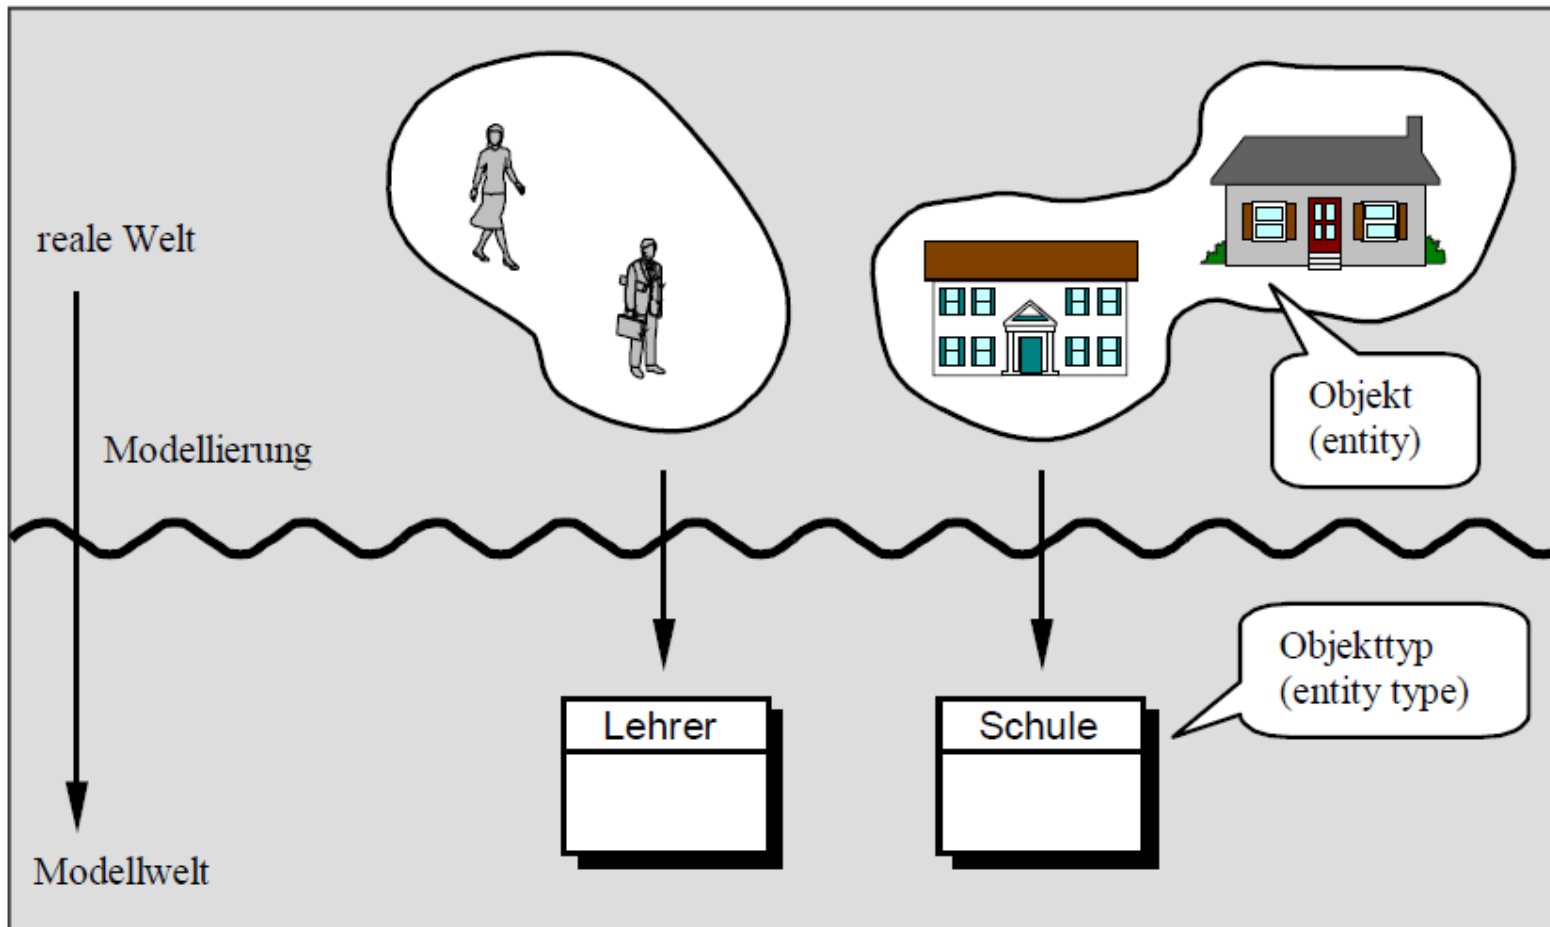 reale Welt
Objekt
(entity)
Modellierung
Objekttyp
(entity type)
Lehrer
Schule
Modellwelt